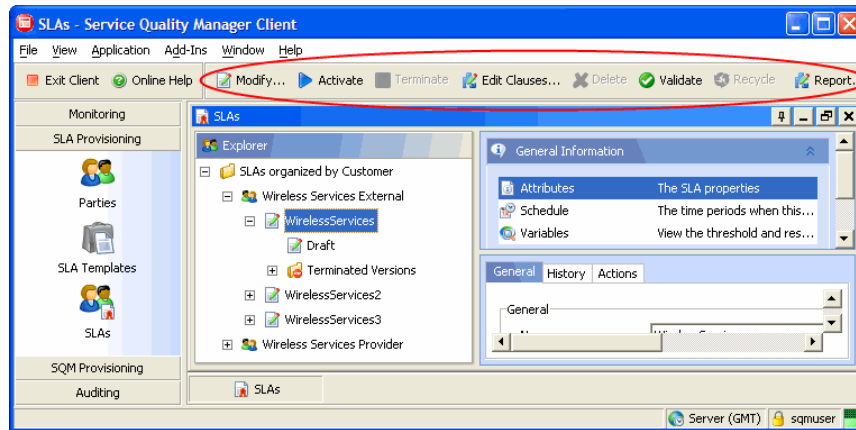 SLAs - Service Quality Manager Client
File View Application Add-Ins Window Help
Exit Client Online Help Modify... Activate Terminate Edit Clauses... Delete Validate Recycle Report.
Monitoring
SLA Provisioning
Parties
SLA Templates
SLAs
SQM Provisioning
Auditing
SLAs
Explorer
SLAs organized by Customer
Wireless Services External
WirelessServices
Draft
Terminated Versions
WirelessServices2
WirelessServices3
Wireless Services Provider
General Information
Attributes The SLA properties
Schedule The time periods when this...
Variables View the threshold and res...
General History Actions
General
SLAs
Server (GMT) sqmuser